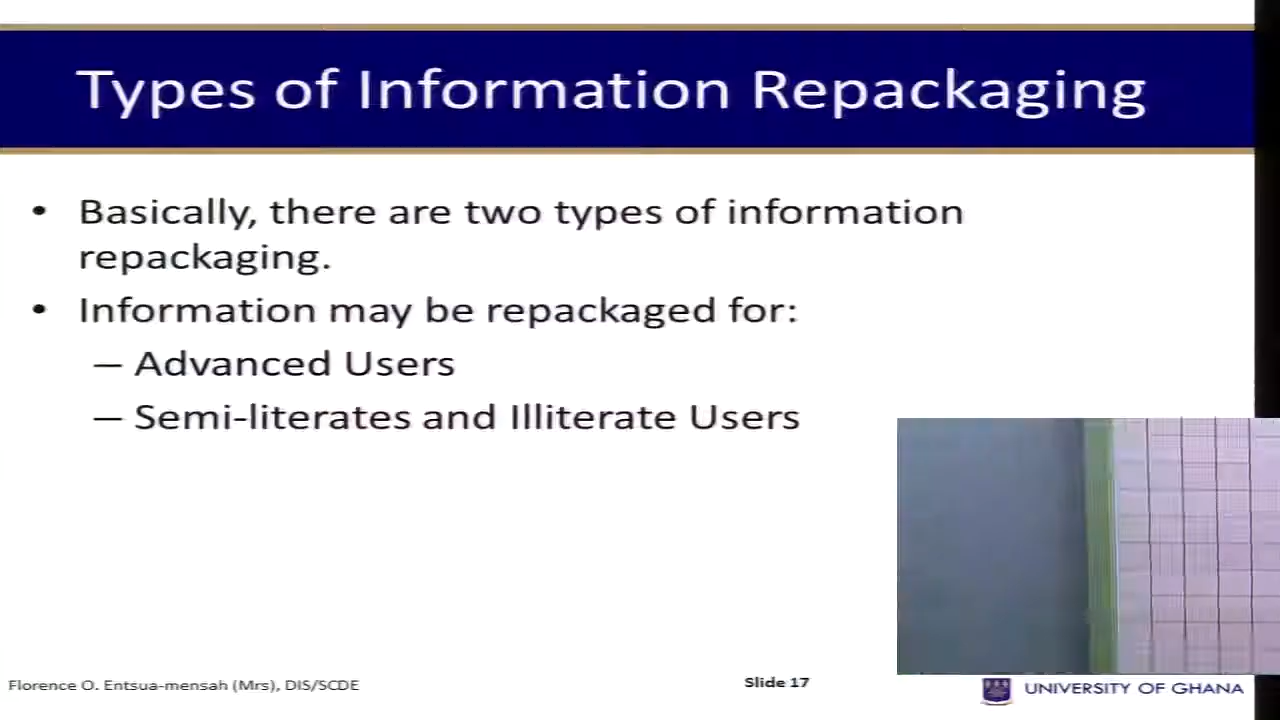 Types of Information Repackaging
• Basically, there are two types of information
repackaging.
• Information may be repackaged for:
– Advanced Users
– Semi-literates and Illiterate Users
Florence O. Entsua-mensah (Mrs), DIS/SCDE
Slide 17
UNIVERSITY OF GHANA